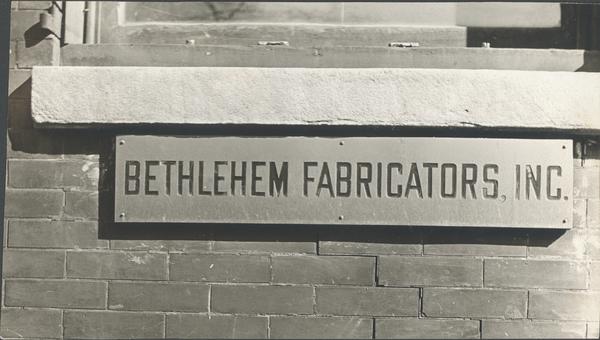 BETHLEHEM FABRICATORS, INC.